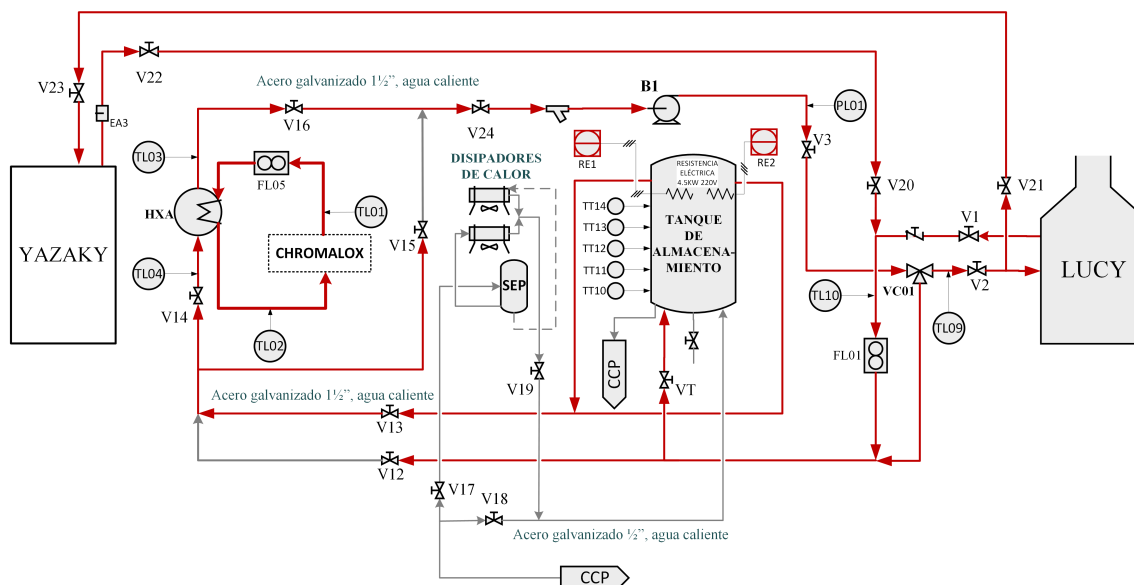 V23
V22
EA3
Acero galvanizado 1½”, agua caliente
V16
V24
B1
PL01
V3
TL03
FL05
DISIPADORES
DE CALOR
RE1
RE2
RESISTENCIA
ELÉCTRICA
4.5KW 220V
V20
V21
V1
HXA
TL01
V15
TT14
TT13
TT12
TT11
TT10
TANQUE
DE
ALMACENA-
MIENTO
YAZAKY
CHROMALOX
LUCY
TL04
SEP
VC01
V2
TL10
TL09
V14
TL02
FL01
CCP
V19
VT
Acero galvanizado 1½”, agua caliente
V13
V12
V17
V18
Acero galvanizado ½”, agua caliente
CCP